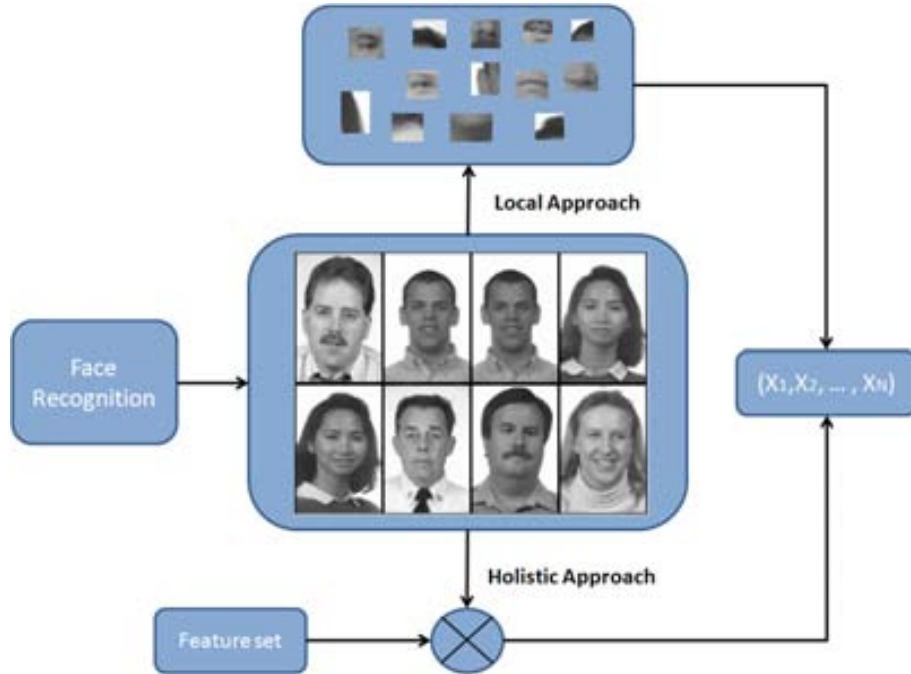 Local Approach
Face
Recognition
(X1,X2, ... , XN)
Holistic Approach
Feature set